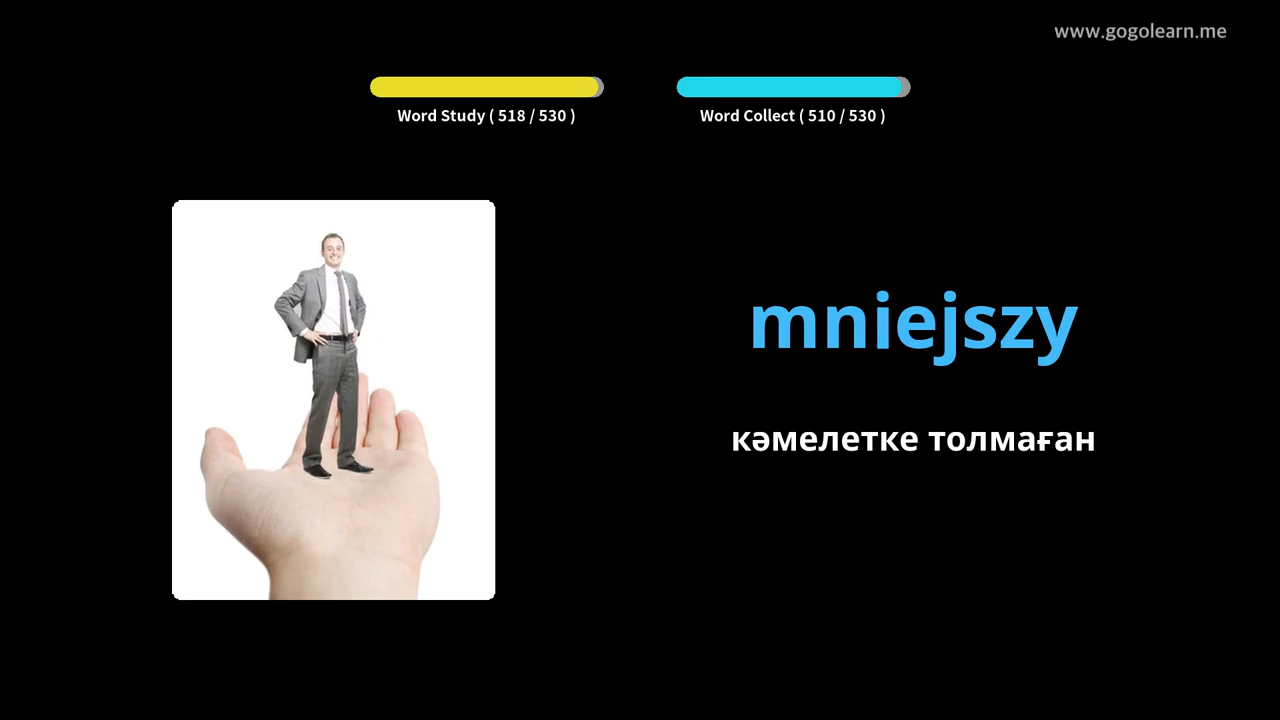 www.gogolearn.me
Word Study ( 518 / 530 )
Word Collect ( 510 / 530 )
mniejszy
кәмелетке толмаған